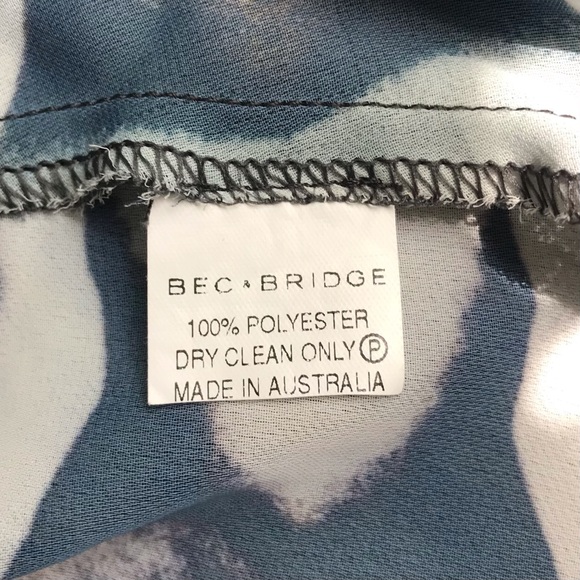 BEC & BRIDGE
100% POLYESTER
DRY CLEAN ONLY Ⓟ
MADE IN AUSTRALIA